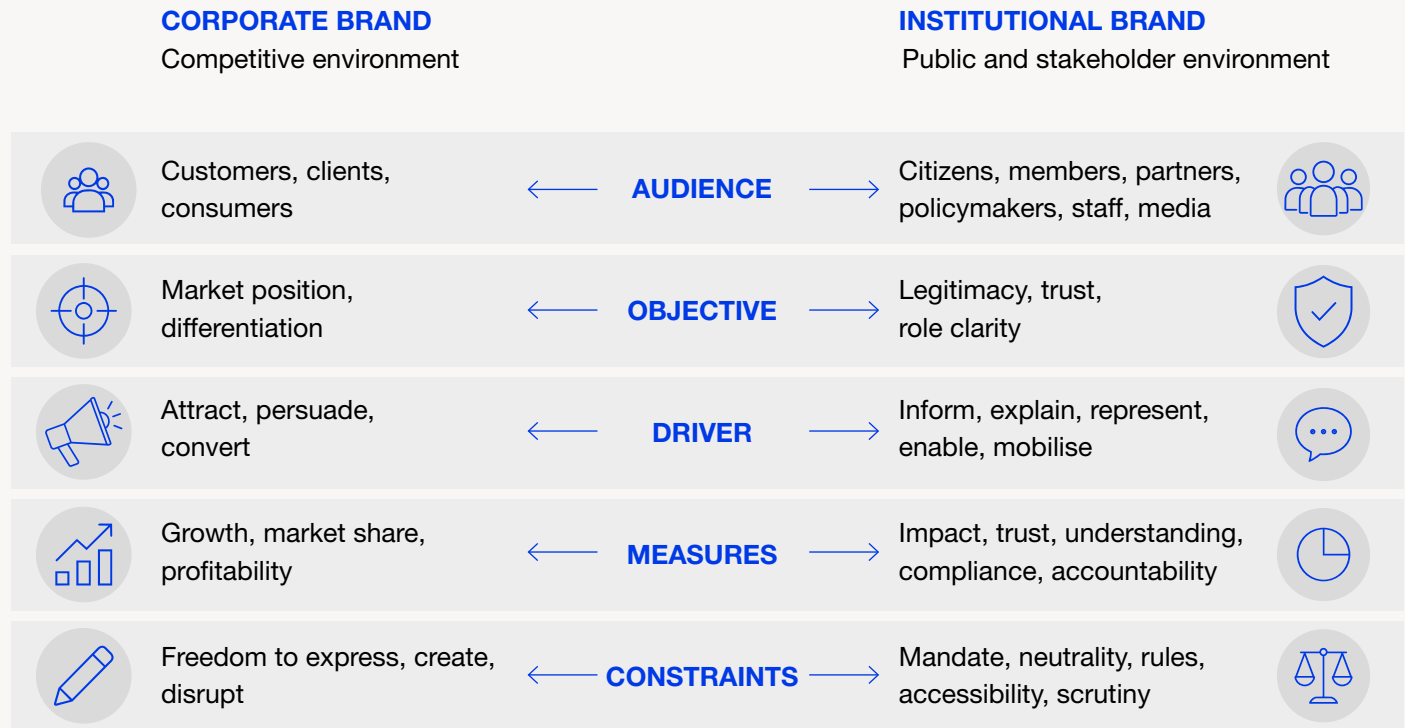 CORPORATE BRAND
Competitive environment
INSTITUTIONAL BRAND
Public and stakeholder environment
Customers, clients,
consumers
AUDIENCE
Citizens, members, partners,
policymakers, staff, media
Market position,
differentiation
OBJECTIVE
Legitimacy, trust,
role clarity
Attract, persuade,
convert
DRIVER
Inform, explain, represent,
enable, mobilise
Growth, market share,
profitability
MEASURES
Impact, trust, understanding,
compliance, accountability
Freedom to express, create,
disrupt
CONSTRAINTS
Mandate, neutrality, rules,
accessibility, scrutiny